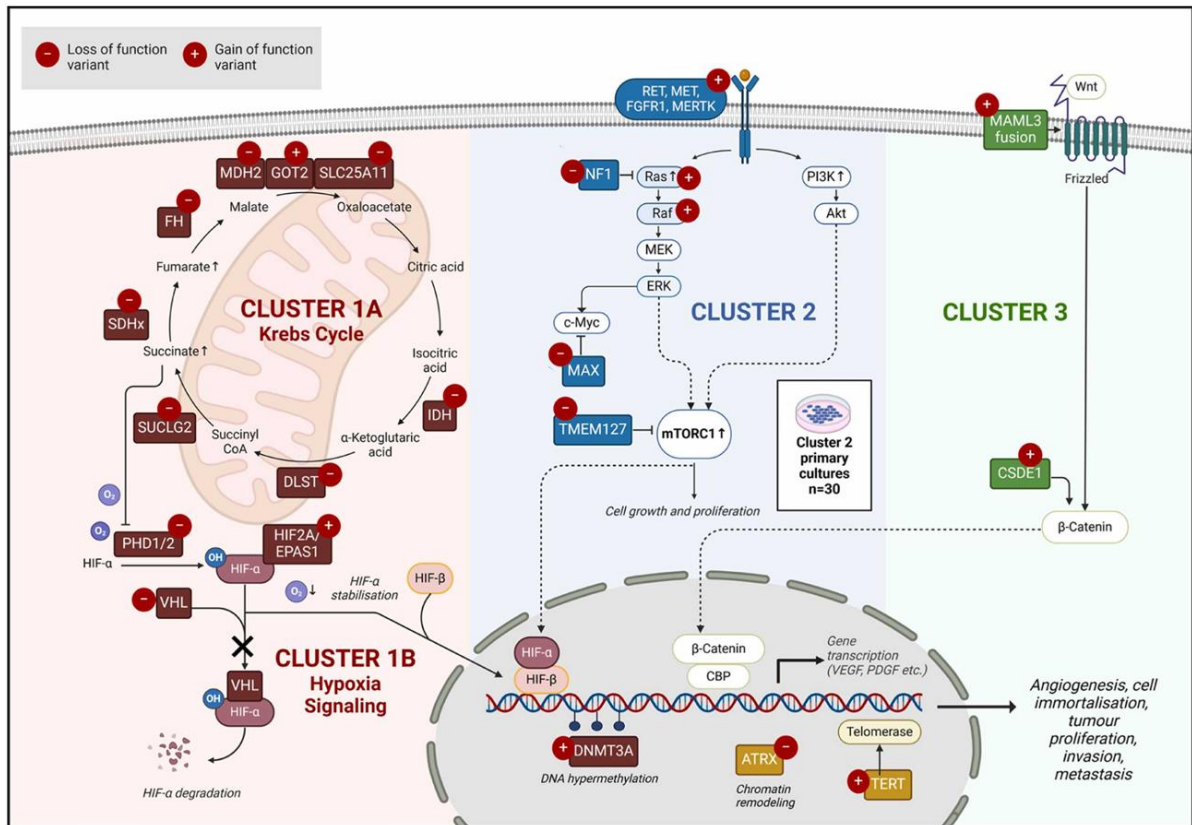 Loss of function
variant
Gain of function
variant
RET, MET,
FGFR1, MERTK
Wnt
MAML3
fusion
Frizzled
MDH2
GOT2
SLC25A11
Malate
Oxaloacetate
FH
Fumarate↑
Citric acid
SDHx
CLUSTER 1A
Krebs Cycle
Succinate↑
Isocitric
acid
SUCLG2
Succinyl
CoA
α-Ketoglutaric
acid
IDH
DLST
NF1
Ras↑
PI3K↑
Raf
Akt
MEK
ERK
CLUSTER 2
c-Myc
MAX
TMEM127
mTORC1↑
Cluster 2
primary
cultures
n=30
Cell growth and proliferation
CLUSTER 3
CSDE1
β-Catenin
O₂
O₂
PHD1/2
HIF2A/
EPAS1
HIF-α
OH
HIF-α
O₂↓
HIF-α
stabilisation
HIF-β
VHL
CLUSTER 1B
Hypoxia
Signaling
VHL
OH
HIF-α
HIF-α degradation
HIF-α
HIF-β
β-Catenin
CBP
Gene
transcription
(VEGF, PDGF etc.)
DNMT3A
DNA hypermethylation
ATRX
Chromatin
remodeling
Telomerase
TERT
Angiogenesis, cell
immortalisation,
tumour
proliferation,
invasion,
metastasis